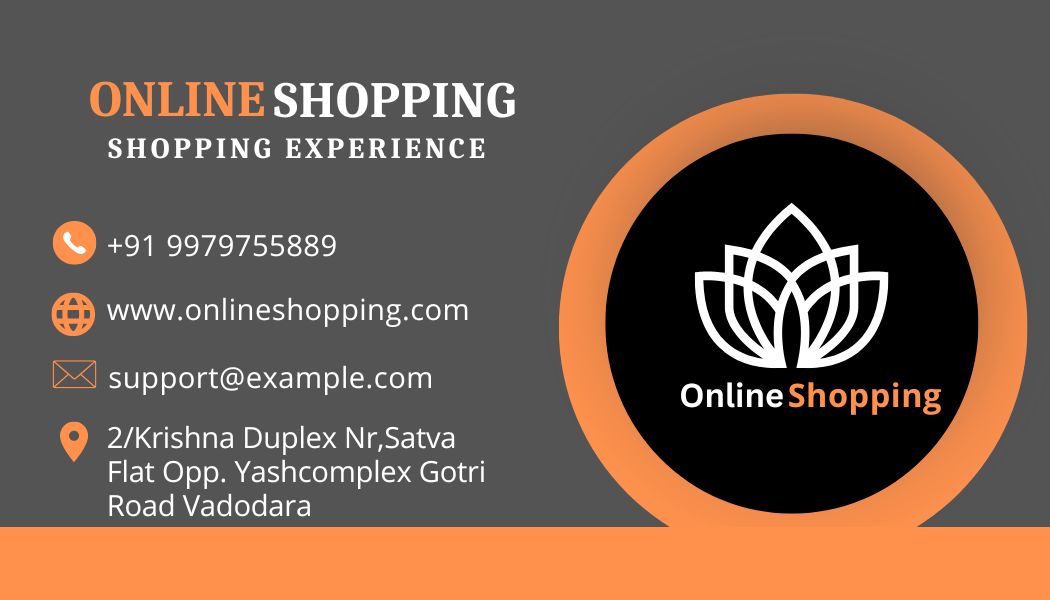 ONLINE SHOPPING
SHOPPING EXPERIENCE
+91 9979755889
www.onlineshopping.com
support@example.com
2/Krishna Duplex Nr,Satva
Flat Opp. Yashcomplex Gotri
Road Vadodara
Online Shopping